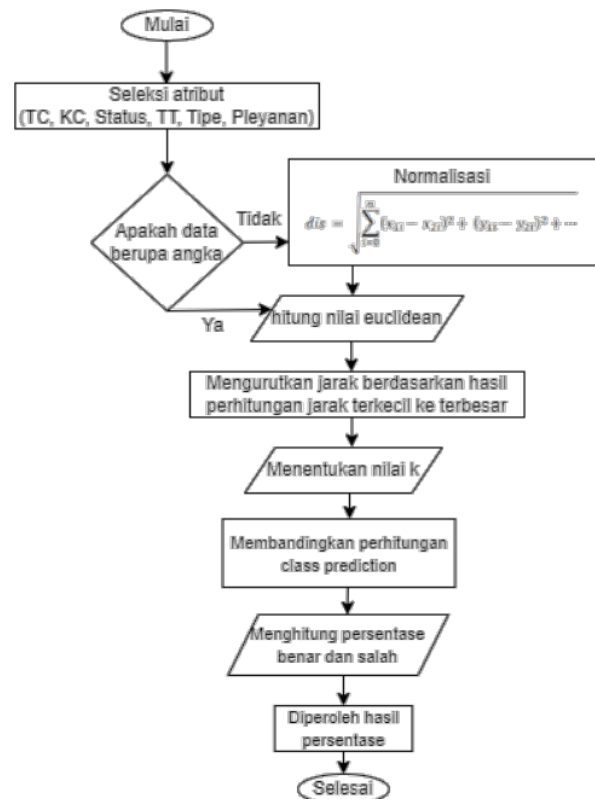 Mulai
Seleksi atribut
(TC, KC, Status, TT, Tipe, Pleyanan)
Apakah data
berupa angka
Tidak
Ya
Normalisasi
hitung nilai euclidean
Mengurutkan jarak berdasarkan hasil
perhitungan jarak terkecil ke terbesar
Menentukan nilai k
Membandingkan perhitungan
class prediction
Menghitung persentase
benar dan salah
Diperoleh hasil
persentase
Selesai